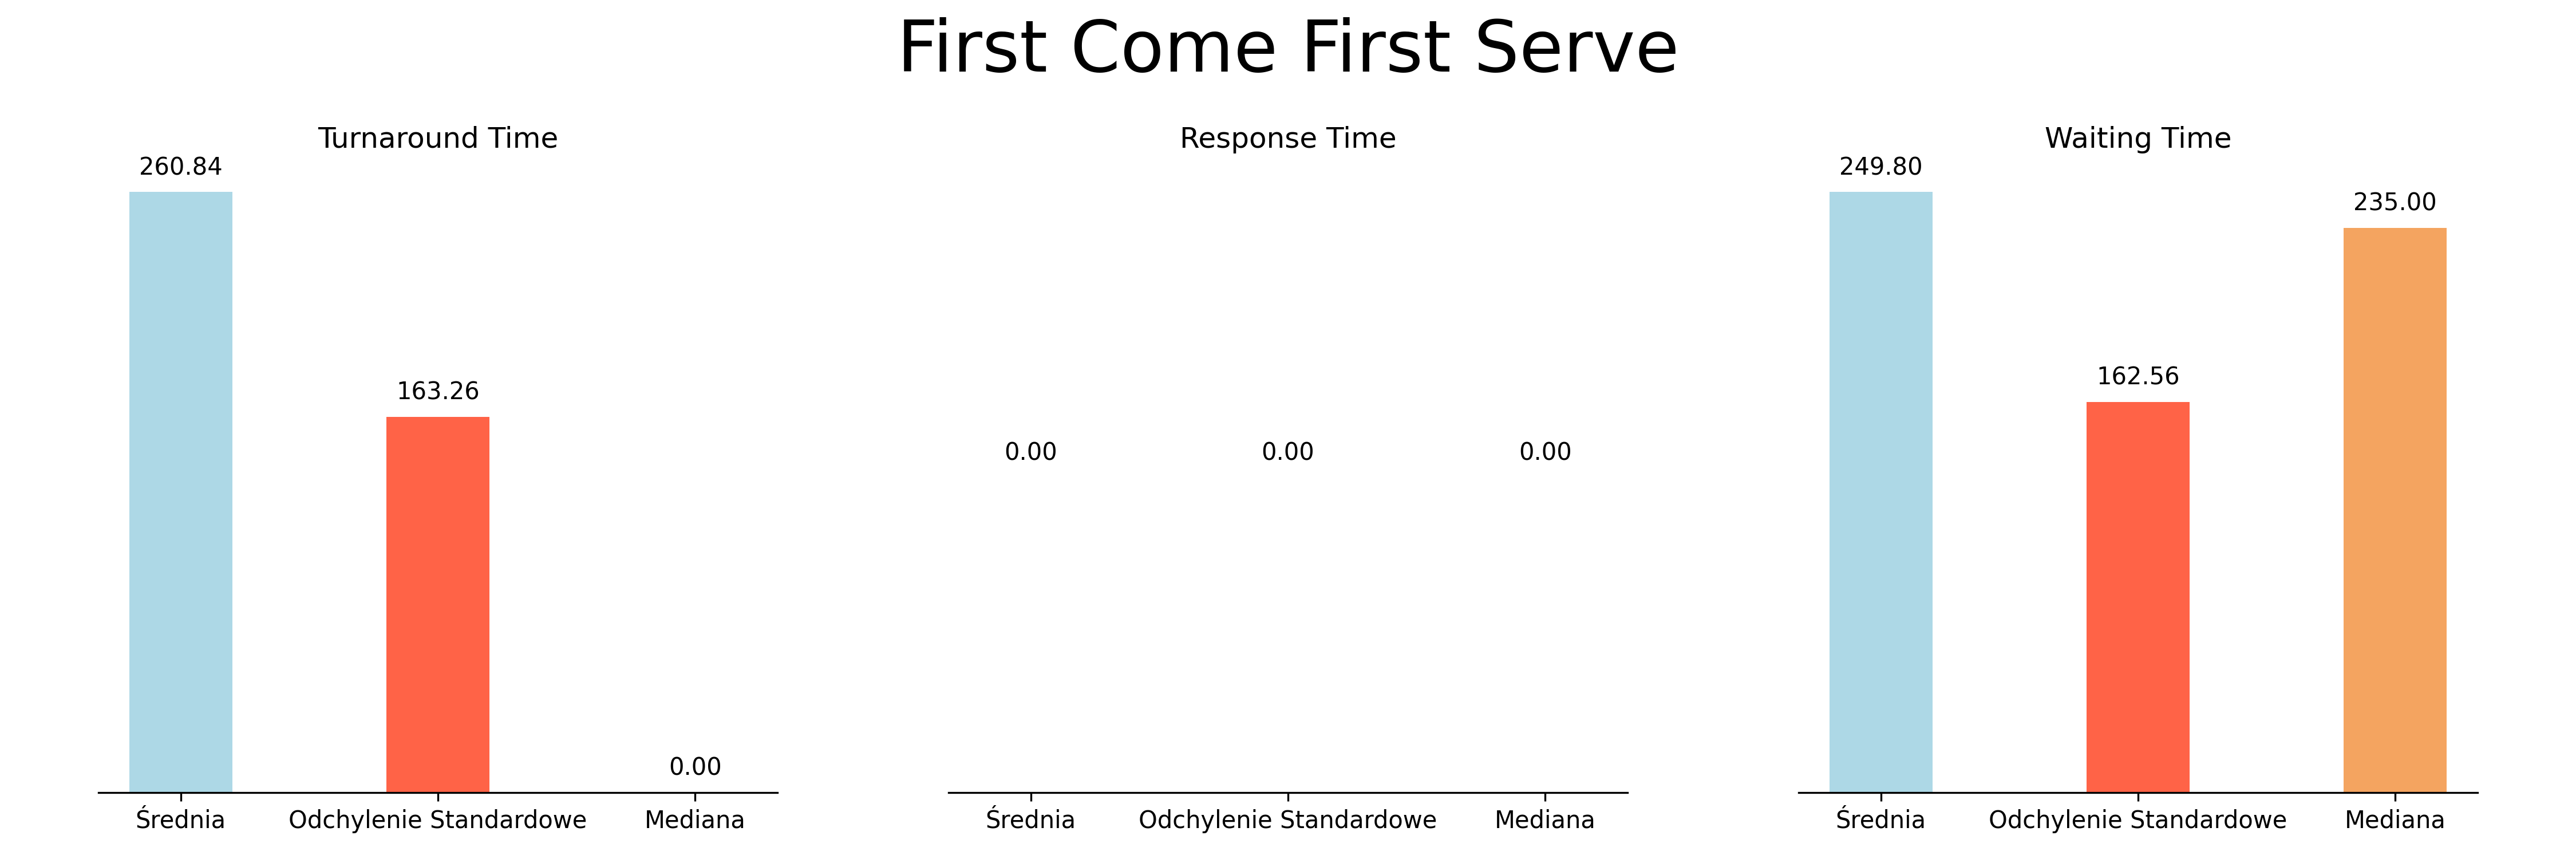 First Come First Serve
Turnaround Time
260.84
163.26
0.00
Średnia
Odchylenie Standardowe
Mediana
Response Time
0.00
0.00
0.00
Średnia
Odchylenie Standardowe
Mediana
Waiting Time
249.80
162.56
235.00
Średnia
Odchylenie Standardowe
Mediana